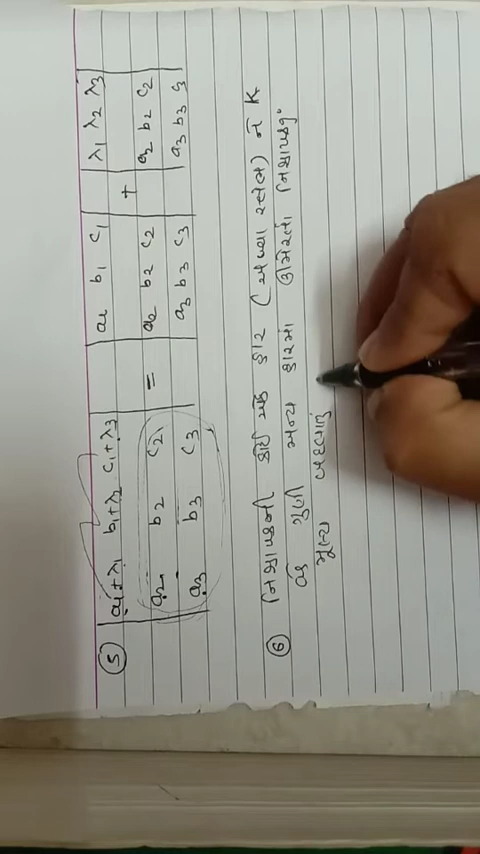 ⑤ | a1+λ1 b1+λ2 c1+λ3 | | a1 b1 c1 | | λ1 λ2 λ3 |
| a2 b2 c2 | = | a2 b2 c2 | + | a2 b2 c2 |
| a3 b3 c3 | | a3 b3 c3 | | a3 b3 c3 |
⑥ નિશ્ચાયકની કોઈ એક હાર (અથવા સ્તંભ) ને K
વડે ગુણી અન્ય હારમાં ઉમેરતાં નિશ્ચાયકનું
મૂલ્ય બદલાતું